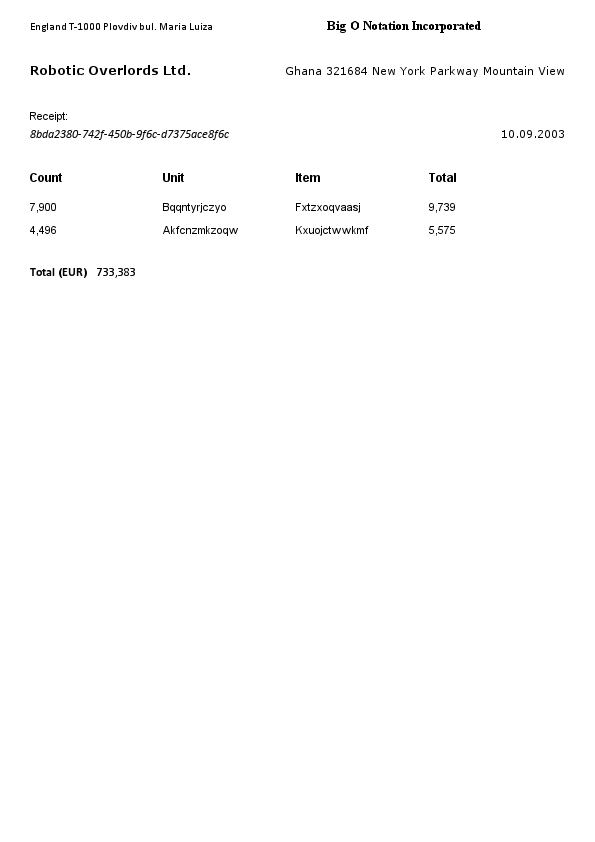 England T-1000 Plovdiv bul. Maria Luiza Big O Notation Incorporated
Robotic Overlords Ltd. Ghana 321684 New York Parkway Mountain View
Receipt:
8bda2380-742f-450b-9f6c-d7375ace8f6c 10.09.2003
Count Unit Item Total
7,900 Bqqntyrjczyo Fxtzxoqvaasj 9,739
4,496 Akfcnzmkzoqw Kxuojctwwkmf 5,575
Total (EUR) 733,383